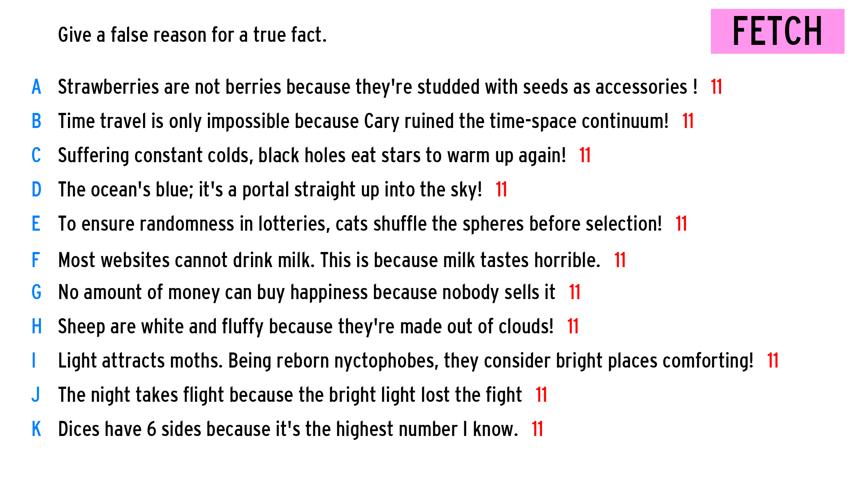 Give a false reason for a true fact.
FETCH
A Strawberries are not berries because they're studded with seeds as accessories ! 11
B Time travel is only impossible because Cary ruined the time-space continuum! 11
C Suffering constant colds, black holes eat stars to warm up again! 11
D The ocean's blue; it's a portal straight up into the sky! 11
E To ensure randomness in lotteries, cats shuffle the spheres before selection! 11
F Most websites cannot drink milk. This is because milk tastes horrible. 11
G No amount of money can buy happiness because nobody sells it 11
H Sheep are white and fluffy because they're made out of clouds! 11
I Light attracts moths. Being reborn nyctophobes, they consider bright places comforting! 11
J The night takes flight because the bright light lost the fight 11
K Dices have 6 sides because it's the highest number I know. 11